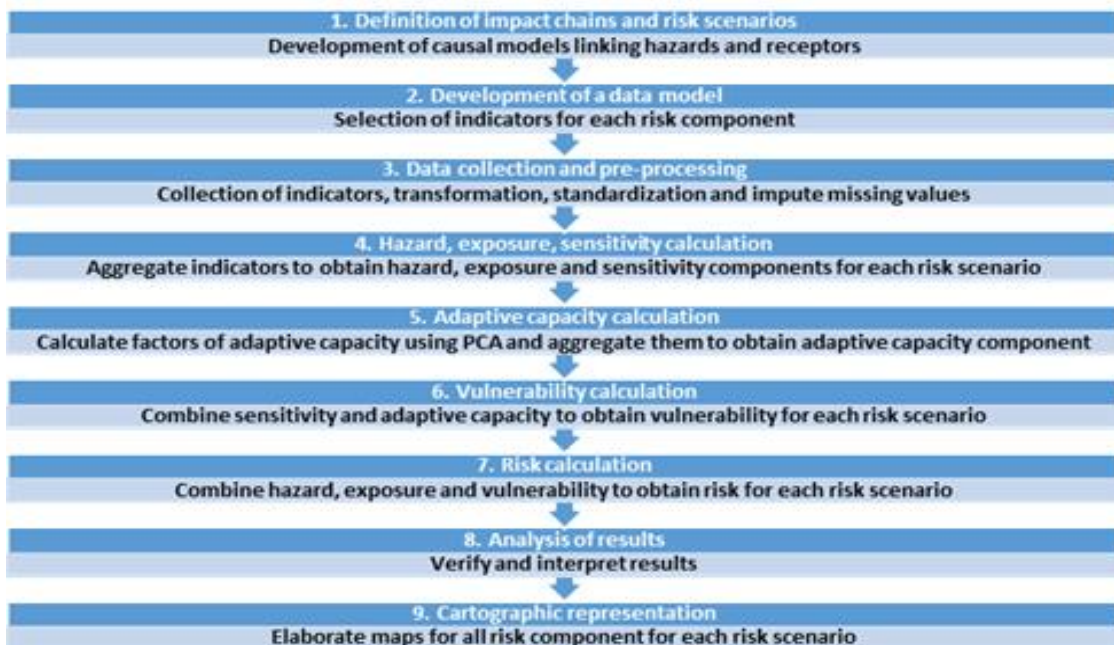 1. Definition of impact chains and risk scenarios
Development of causal models linking hazards and receptors
2. Development of a data model
Selection of indicators for each risk component
3. Data collection and pre-processing
Collection of indicators, transformation, standardization and impute missing values
4. Hazard, exposure, sensitivity calculation
Aggregate indicators to obtain hazard, exposure and sensitivity components for each risk scenario
5. Adaptive capacity calculation
Calculate factors of adaptive capacity using PCA and aggregate them to obtain adaptive capacity component
6. Vulnerability calculation
Combine sensitivity and adaptive capacity to obtain vulnerability for each risk scenario
7. Risk calculation
Combine hazard, exposure and vulnerability to obtain risk for each risk scenario
8. Analysis of results
Verify and interpret results
9. Cartographic representation
Elaborate maps for all risk component for each risk scenario